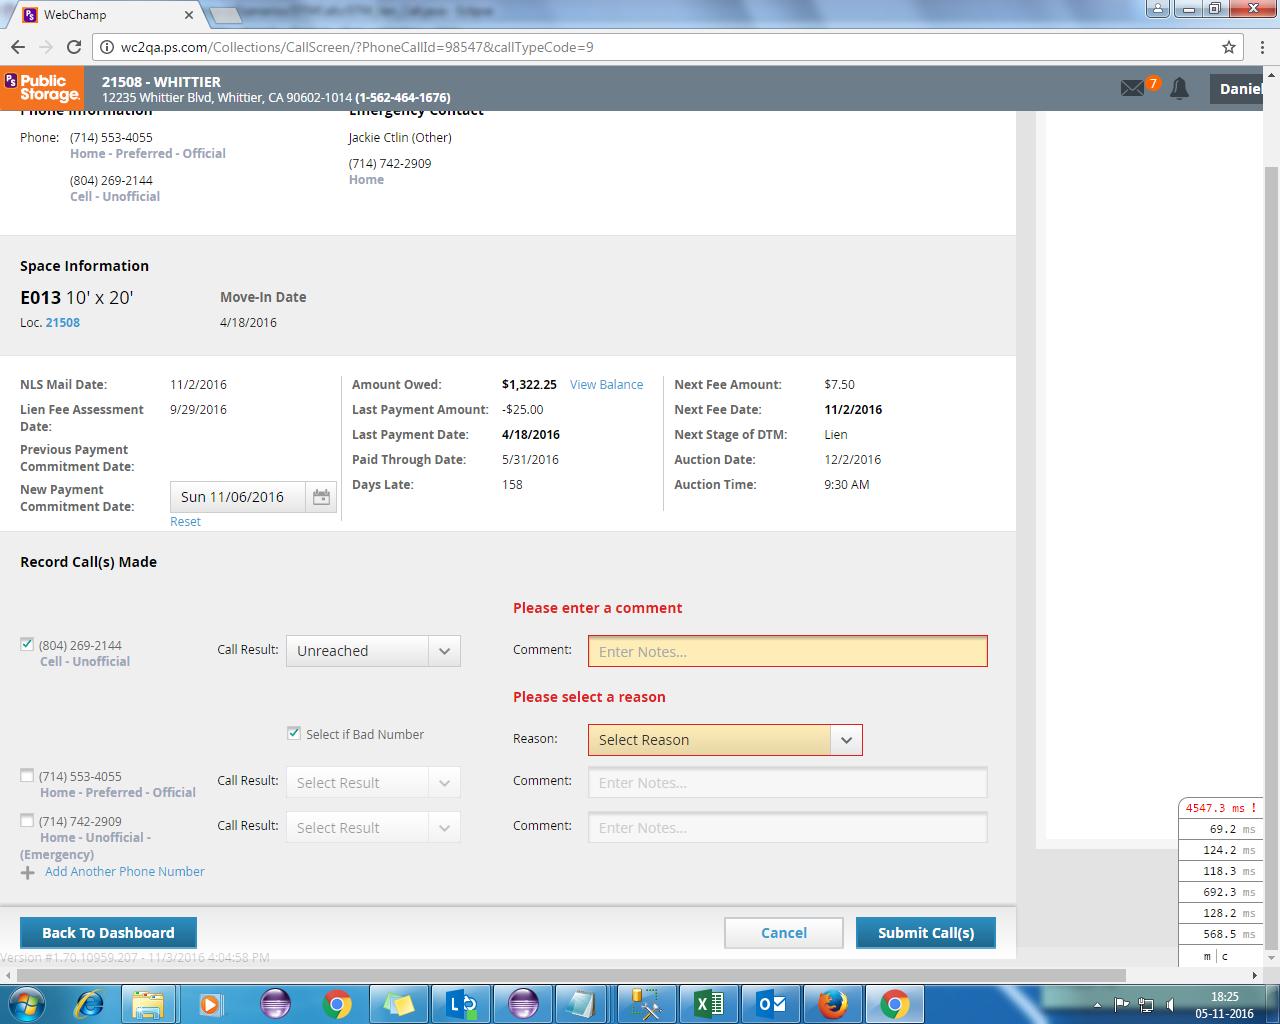 WebChamp
wc2qa.ps.com/Collections/CallScreen/?PhoneCallId=98547&callTypeCode=9
PS Public Storage.
21508 - WHITTIER
12235 Whittier Blvd, Whittier, CA 90602-1014 (1-562-464-1676)
7
Daniel
Phone Information
Emergency Contact
Phone: (714) 553-4055
Home - Preferred - Official
(804) 269-2144
Cell - Unofficial
Jackie Ctlin (Other)
(714) 742-2909
Home
Space Information
E013 10' x 20'
Loc. 21508
Move-In Date
4/18/2016
NLS Mail Date: 11/2/2016
Lien Fee Assessment Date: 9/29/2016
Previous Payment Commitment Date:
New Payment Commitment Date: Sun 11/06/2016
Reset
Amount Owed: $1,322.25 View Balance
Last Payment Amount: -$25.00
Last Payment Date: 4/18/2016
Paid Through Date: 5/31/2016
Days Late: 158
Next Fee Amount: $7.50
Next Fee Date: 11/2/2016
Next Stage of DTM: Lien
Auction Date: 12/2/2016
Auction Time: 9:30 AM
Record Call(s) Made
Please enter a comment
(804) 269-2144 Call Result: Unreached Comment: Enter Notes...
Cell - Unofficial
Please select a reason
Select if Bad Number Reason: Select Reason
(714) 553-4055 Call Result: Select Result Comment: Enter Notes...
Home - Preferred - Official
(714) 742-2909 Call Result: Select Result Comment: Enter Notes...
Home - Unofficial -
(Emergency)
Add Another Phone Number
Back To Dashboard Cancel Submit Call(s)
Version #1.70.10959.207 - 11/3/2016 4:04:58 PM
4547.3 ms !
69.2 ms
124.2 ms
118.3 ms
692.3 ms
128.2 ms
568.5 ms
m | c
18:25
05-11-2016